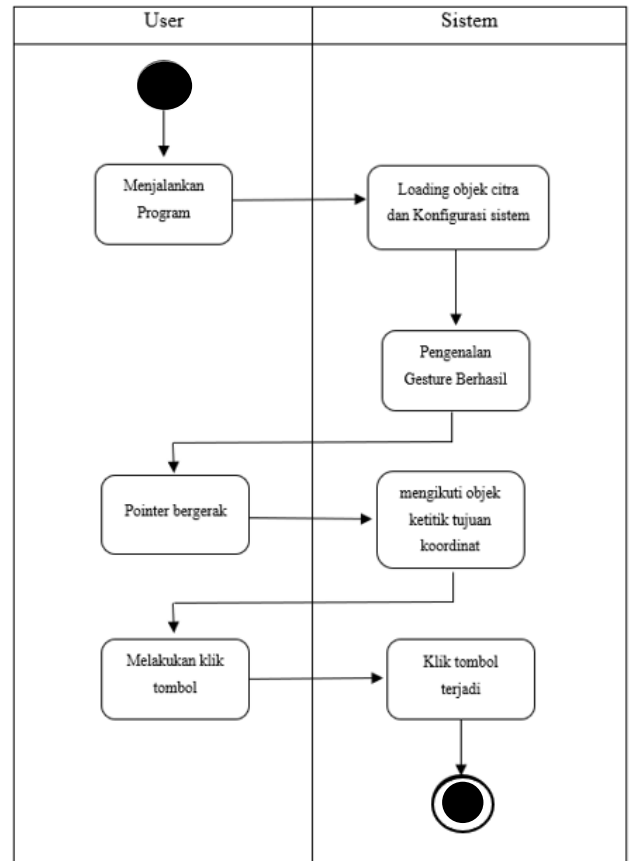 User
Sistem
Menjalankan
Program
Loading objek citra
dan Konfigurasi sistem
Pengenalan
Gesture Berhasil
Pointer bergerak
mengikuti objek
ketitik tujuan
koordinat
Melakukan klik
tombol
Klik tombol
terjadi